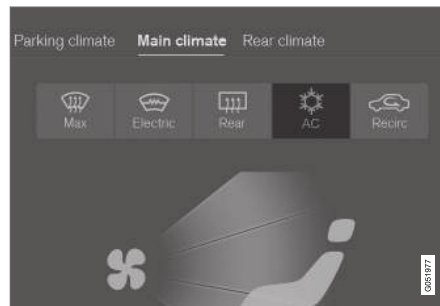 Parking climate Main climate Rear climate
Max Electric Rear AC Recirc
G051977